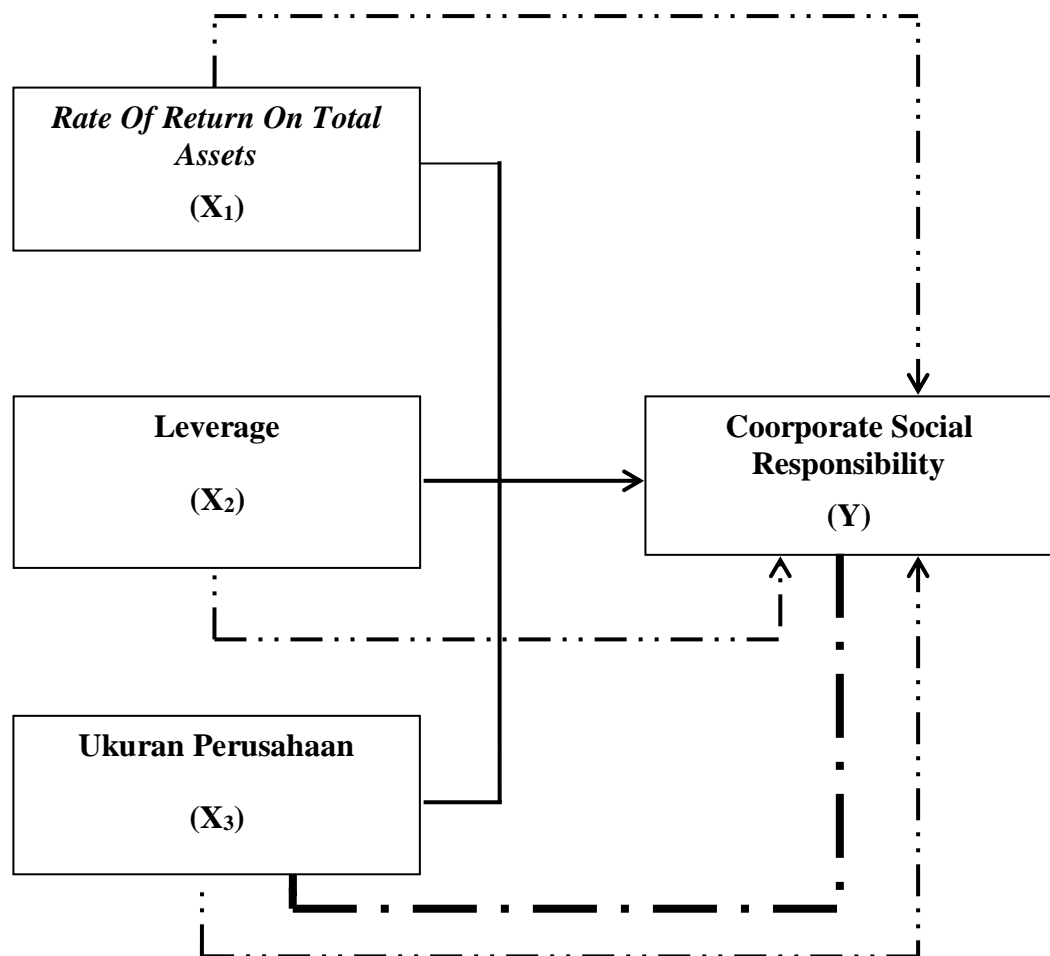 Rate Of Return On Total
Assets
(X₁)
Leverage
(X₂)
Coorporate Social
Responsibility
(Y)
Ukuran Perusahaan
(X₃)